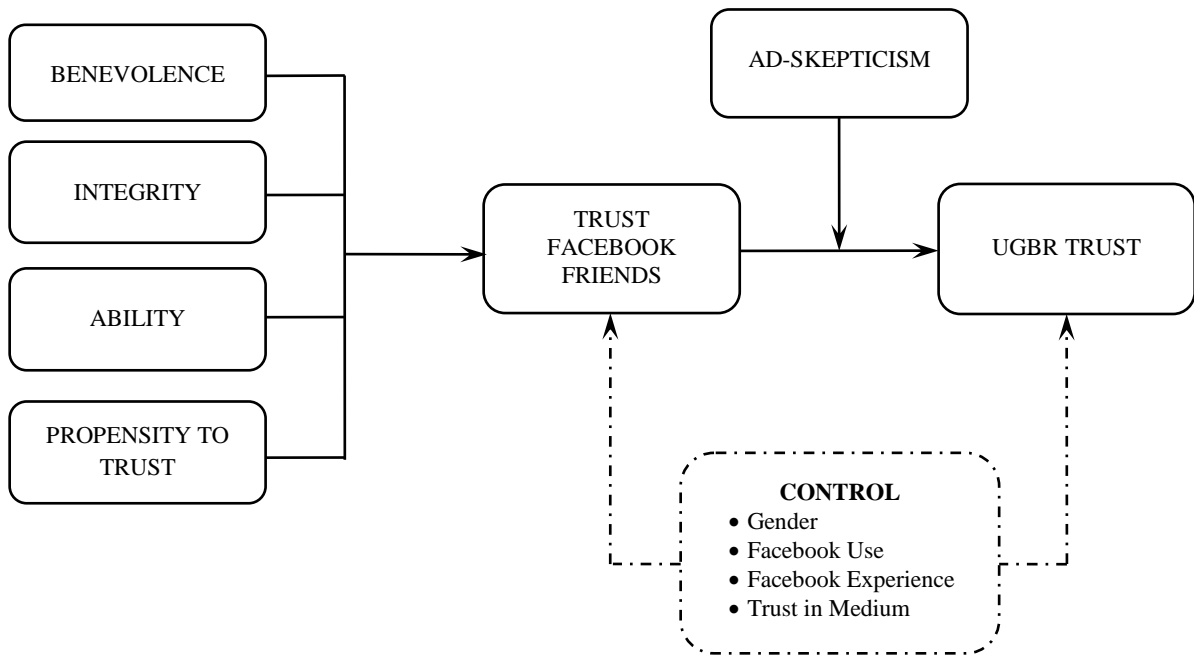 BENEVOLENCE
INTEGRITY
ABILITY
PROPENSITY TO
TRUST
TRUST
FACEBOOK
FRIENDS
AD-SKEPTICISM
UGBR TRUST
CONTROL
• Gender
• Facebook Use
• Facebook Experience
• Trust in Medium